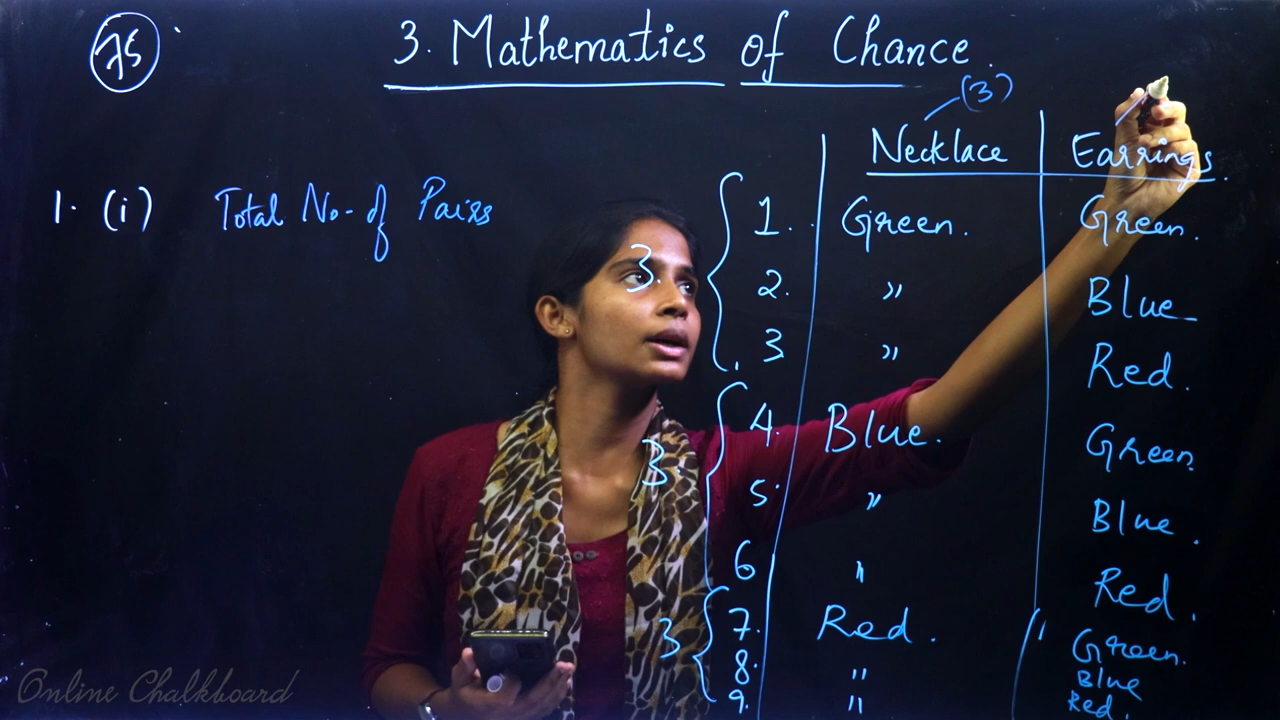 75
3. Mathematics of Chance.
(3)
Necklace Earrings.
1. (i) Total No. of Pairs
3. 1. Green. Green.
2. " Blue
3 " Red.
3 4. Blue. Green.
5. " Blue.
6 " Red.
3 7. Red. Green.
8. " Blue
9. " Red.
Online Chalkboard